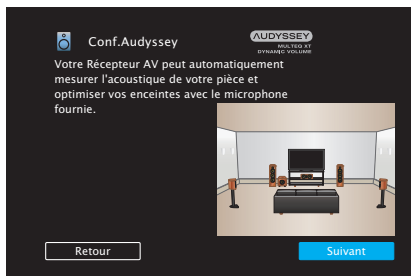 Conf.Audyssey
AUDYSSEY
MULTEQ XT
DYNAMIC VOLUME
Votre Récepteur AV peut automatiquement
mesurer l'acoustique de votre pièce et
optimiser vos enceintes avec le microphone
fournie.
Retour
Suivant